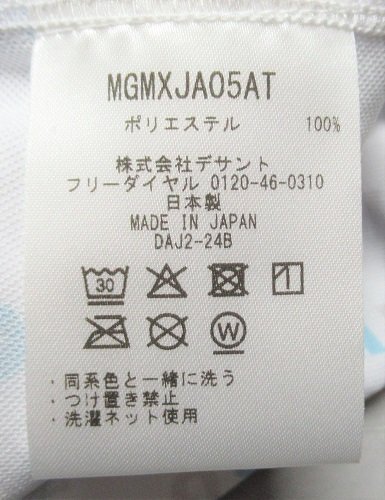 MGMXJA05AT
ポリエステル 100%
株式会社デサント
フリーダイヤル 0120-46-0310
日本製
MADE IN JAPAN
DAJ2-24B
30
W
・同系色と一緒に洗う
・つけ置き禁止
・洗濯ネット使用